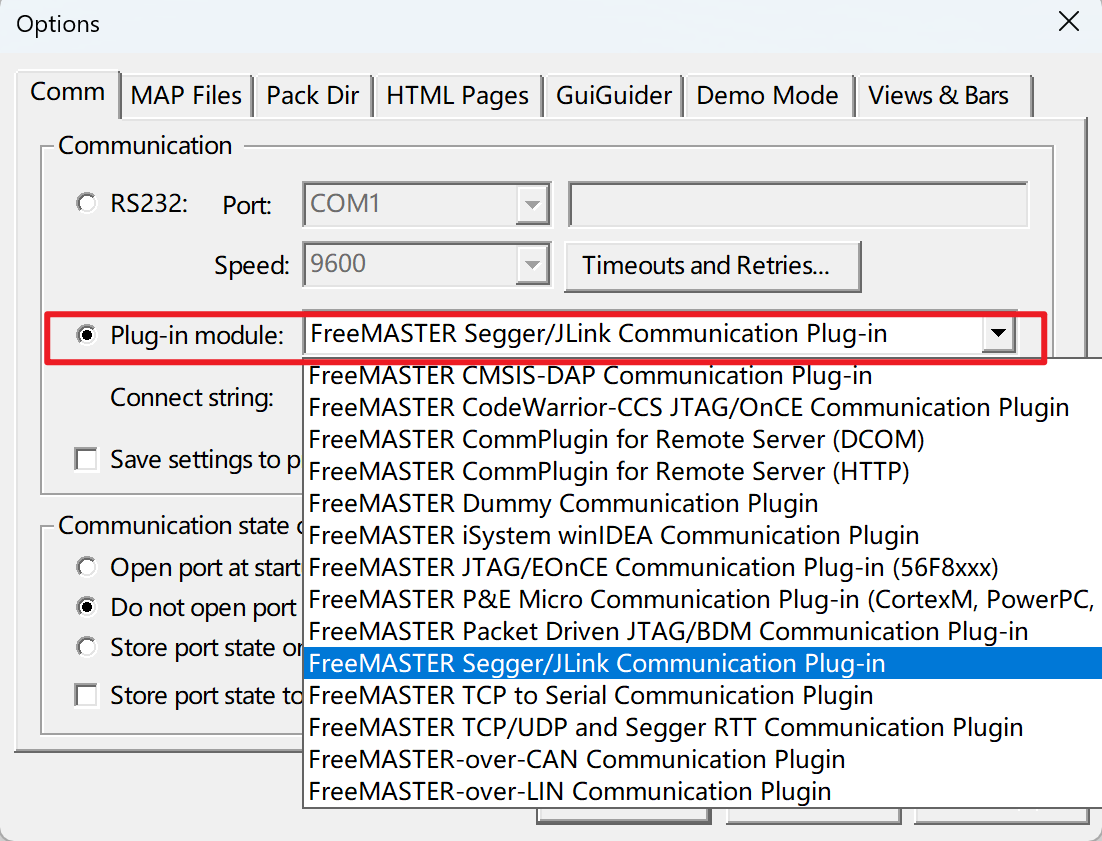 Options
Comm MAP Files Pack Dir HTML Pages GuiGuider Demo Mode Views & Bars
Communication
RS232: Port: COM1
Speed: 9600 Timeouts and Retries...
Plug-in module: FreeMASTER Segger/JLink Communication Plug-in
FreeMASTER CMSIS-DAP Communication Plug-in
Connect string: FreeMASTER CodeWarrior-CCS JTAG/OnCE Communication Plugin
FreeMASTER CommPlugin for Remote Server (DCOM)
Save settings to p FreeMASTER CommPlugin for Remote Server (HTTP)
FreeMASTER Dummy Communication Plugin
Communication state FreeMASTER iSystem winIDEA Communication Plugin
Open port at start FreeMASTER JTAG/EOnCE Communication Plug-in (56F8xxx)
Do not open port FreeMASTER P&E Micro Communication Plug-in (CortexM, PowerPC,
FreeMASTER Packet Driven JTAG/BDM Communication Plug-in
Store port state FreeMASTER Segger/JLink Communication Plug-in
Store port state to FreeMASTER TCP to Serial Communication Plugin
FreeMASTER TCP/UDP and Segger RTT Communication Plugin
FreeMASTER-over-CAN Communication Plugin
FreeMASTER-over-LIN Communication Plugin